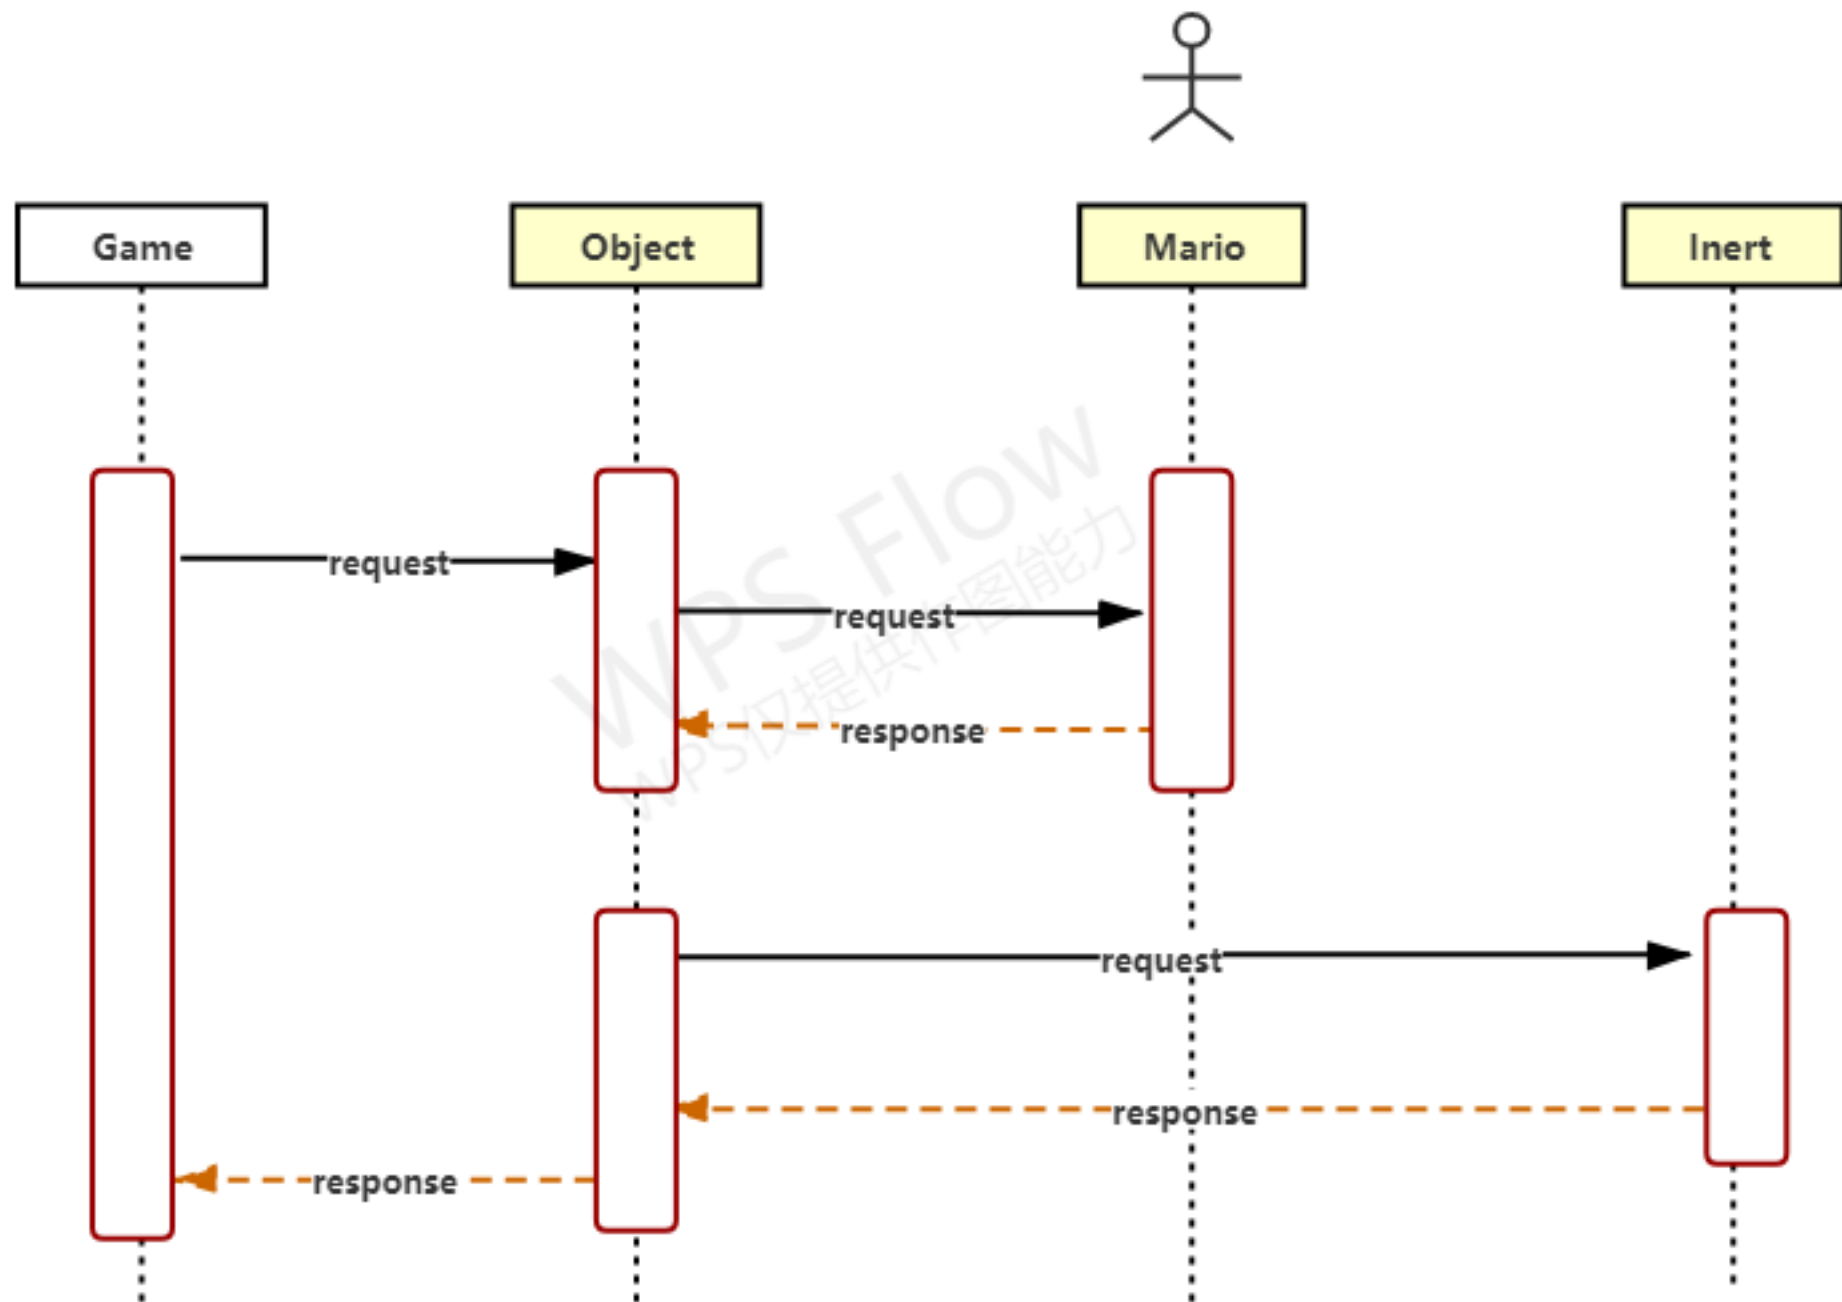 Game
Object
Mario
Inert
WPS Flow
WPS仅提供作图能力
request
request
response
request
response
response